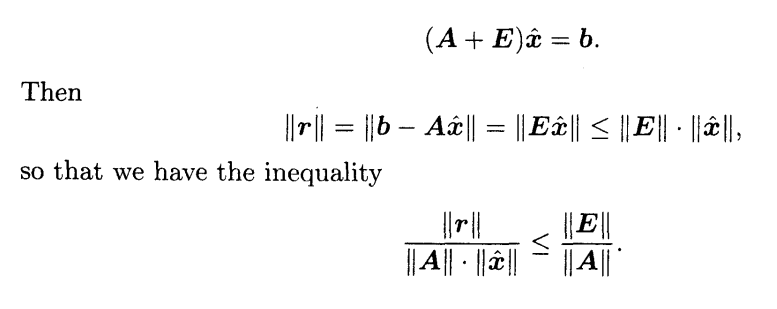 (A + E)x̂ = b.
Then
‖r‖ = ‖b − Ax̂‖ = ‖Ex̂‖ ≤ ‖E‖ · ‖x̂‖,
so that we have the inequality
‖r‖ / ‖A‖ · ‖x̂‖ ≤ ‖E‖ / ‖A‖.